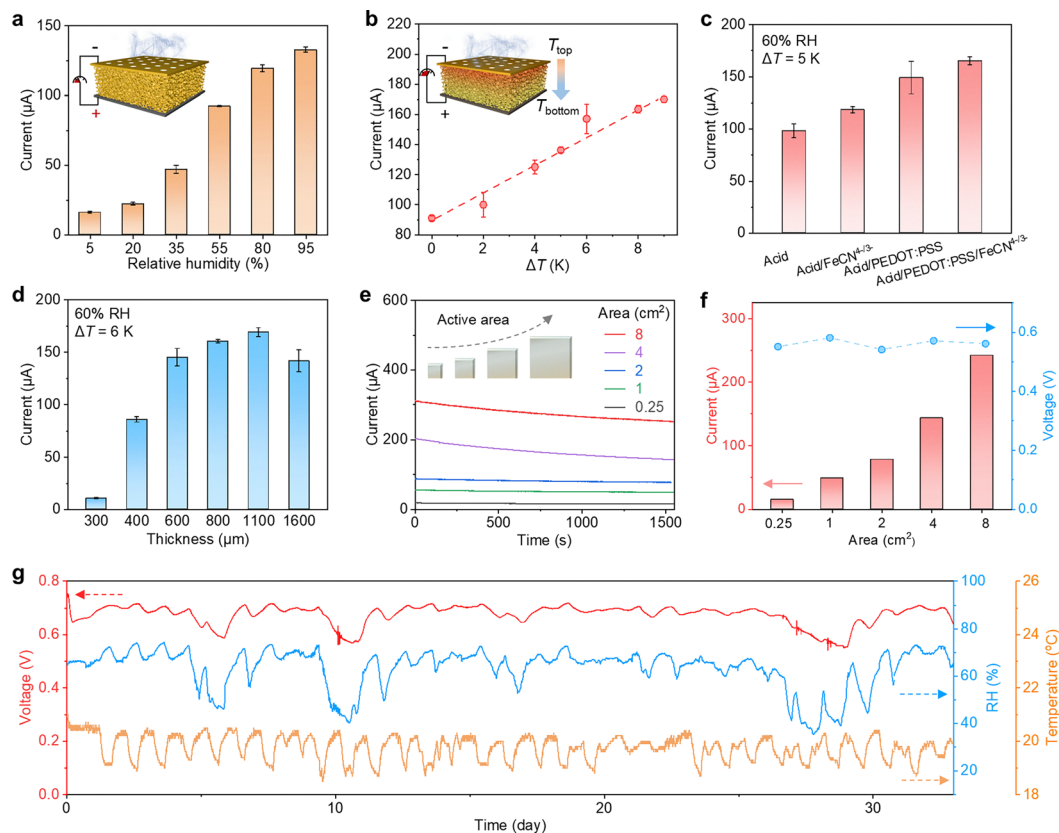 a
150
100
50
0
Current (µA)
5 20 35 55 80 95
Relative humidity (%)
-
+
b
220
200
180
160
140
120
100
80
Current (µA)
0 2 4 6 8
ΔT (K)
-
+
Ttop
Tbottom
c
200
150
100
50
0
Current (µA)
60% RH
ΔT = 5 K
Acid
Acid/FeCN4-/3-
Acid/PEDOT:PSS
Acid/PEDOT:PSS/FeCN4-/3-
d
200
150
100
50
0
Current (µA)
60% RH
ΔT = 6 K
300 400 600 800 1100 1600
Thickness (µm)
e
600
400
200
0
Current (µA)
Active area
Area (cm2)
8
4
2
1
0.25
0 500 1000 1500
Time (s)
f
300
200
100
0
Current (µA)
0.6
0.4
0.2
0.0
Voltage (V)
0.25 1 2 4 8
Area (cm2)
g
0.8
0.6
0.4
0.2
0.0
Voltage (V)
100
80
60
40
20
RH (%)
26
24
22
20
18
Temperature (°C)
0 10 20 30
Time (day)